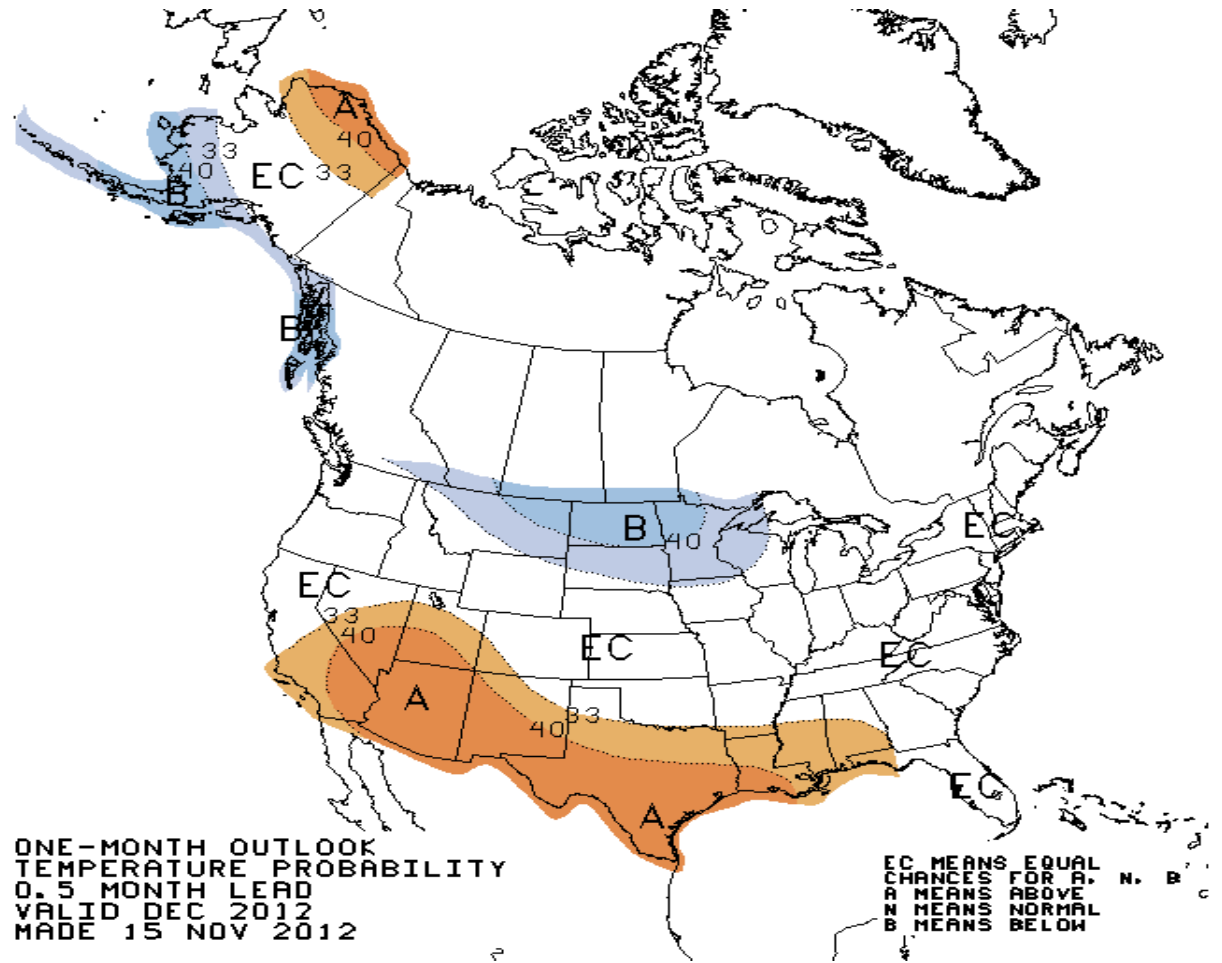 A
33
40
40
EC
33
B
B
B
40
EC
EC
33
40
EC
EC
A
33
40
EC
A
ONE-MONTH OUTLOOK
TEMPERATURE PROBABILITY
0.5 MONTH LEAD
VALID DEC 2012
MADE 15 NOV 2012
EC MEANS EQUAL
CHANCES FOR A, N, B
A MEANS ABOVE
N MEANS NORMAL
B MEANS BELOW
C